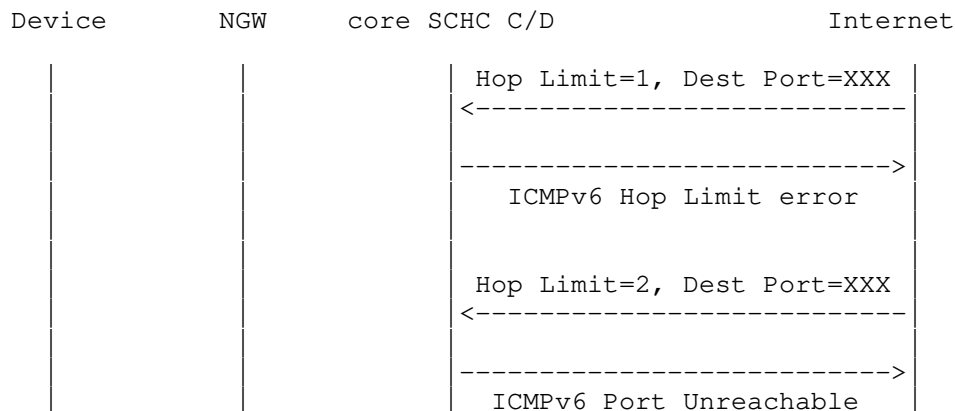 Device NGW core SCHC C/D Internet
Hop Limit=1, Dest Port=XXX
ICMPv6 Hop Limit error
Hop Limit=2, Dest Port=XXX
ICMPv6 Port Unreachable